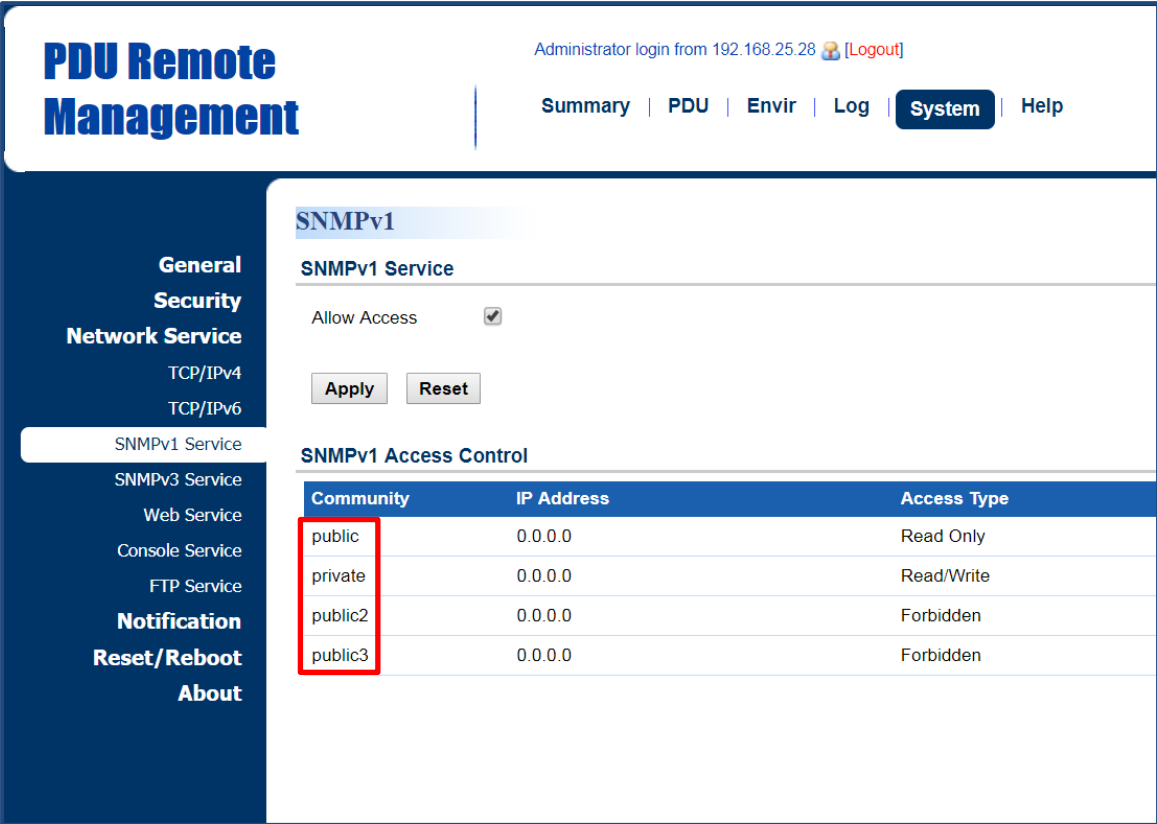 PDU Remote
Management
Administrator login from 192.168.25.28 [Logout]
Summary | PDU | Envir | Log | System | Help
General
Security
Network Service
TCP/IPv4
TCP/IPv6
SNMPv1 Service
SNMPv3 Service
Web Service
Console Service
FTP Service
Notification
Reset/Reboot
About
SNMPv1
SNMPv1 Service
Allow Access
Apply Reset
SNMPv1 Access Control
Community IP Address Access Type
public 0.0.0.0 Read Only
private 0.0.0.0 Read/Write
public2 0.0.0.0 Forbidden
public3 0.0.0.0 Forbidden